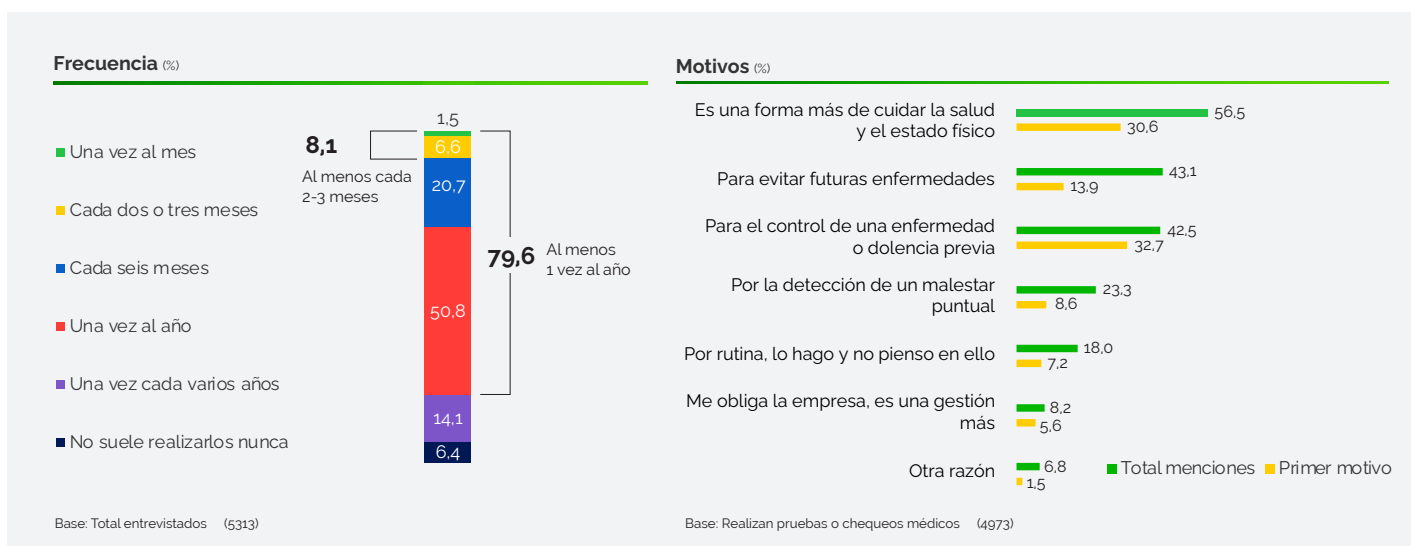 Frecuencia (%)
Una vez al mes
Cada dos o tres meses
Cada seis meses
Una vez al año
Una vez cada varios años
No suele realizarlos nunca
8,1
Al menos cada
2-3 meses
1,5
6,6
20,7
50,8
14,1
6,4
79,6
Al menos
1 vez al año
Base: Total entrevistados (5313)
Motivos (%)
Es una forma más de cuidar la salud
y el estado físico
56,5
30,6
Para evitar futuras enfermedades
43,1
13,9
Para el control de una enfermedad
o dolencia previa
42,5
32,7
Por la detección de un malestar
puntual
23,3
8,6
Por rutina, lo hago y no pienso en ello
18,0
7,2
Me obliga la empresa, es una gestión
más
8,2
5,6
Otra razón
6,8
1,5
Total menciones Primer motivo
Base: Realizan pruebas o chequeos médicos (4973)